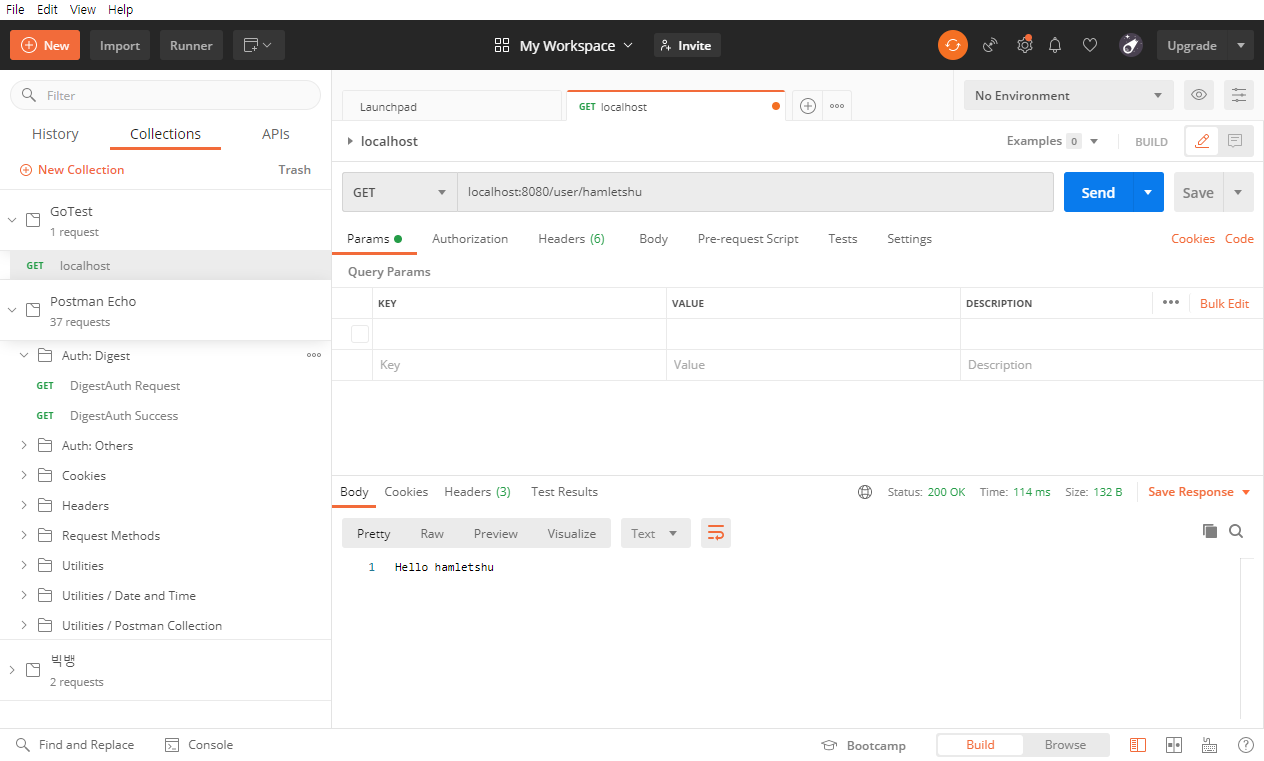 File Edit View Help
New Import Runner My Workspace Invite Upgrade
Filter
History Collections APIs
New Collection Trash
GoTest
1 request
GET localhost
Postman Echo
37 requests
Auth: Digest
GET DigestAuth Request
GET DigestAuth Success
Auth: Others
Cookies
Headers
Request Methods
Utilities
Utilities / Date and Time
Utilities / Postman Collection
빅뱅
2 requests
Launchpad GET localhost No Environment
localhost Examples 0 BUILD
GET localhost:8080/user/hamletshu Send Save
Params Authorization Headers (6) Body Pre-request Script Tests Settings Cookies Code
Query Params
KEY VALUE DESCRIPTION Bulk Edit
Key Value Description
Body Cookies Headers (3) Test Results Status: 200 OK Time: 114 ms Size: 132 B Save Response
Pretty Raw Preview Visualize Text
1 Hello hamletshu
Find and Replace Console Bootcamp Build Browse